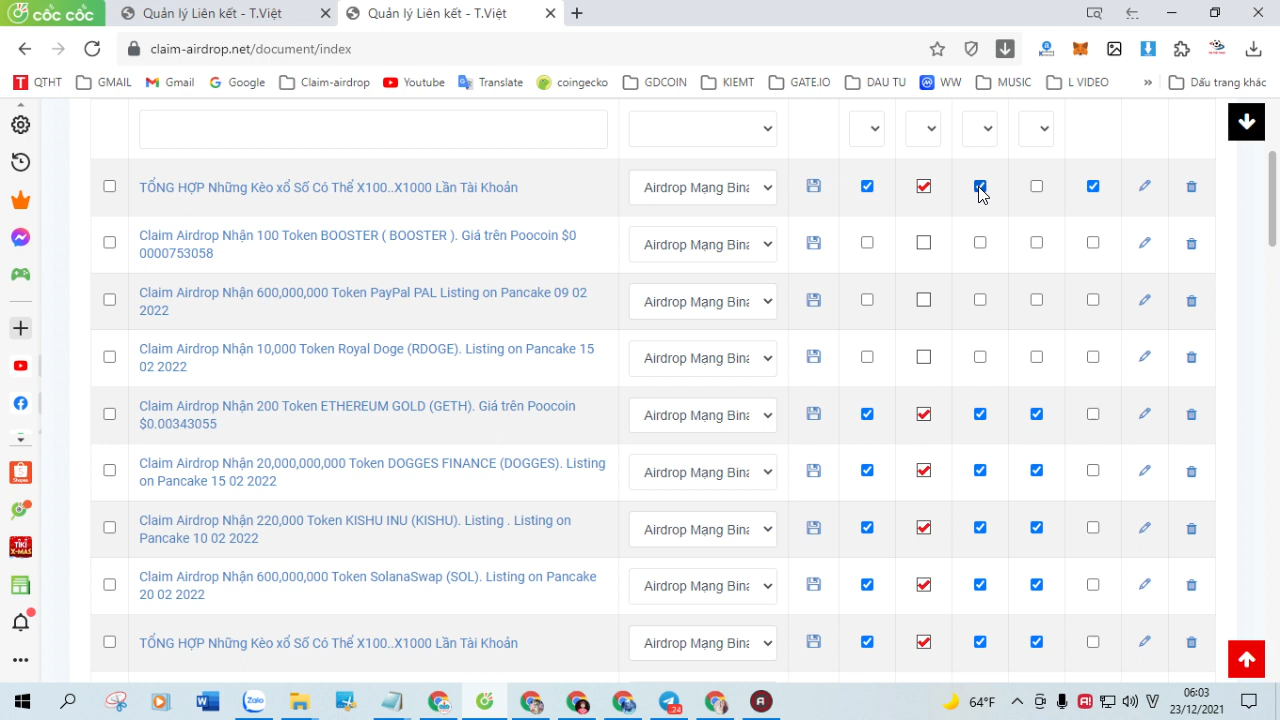 CỐC CỐC
Quản lý kiếm kết - T.Việt
Quản lý kiếm kết - T.Việt
claim-airdrop.net/document/index
QTHT
GMAIL
Gmail
Google
Claim-airdrop
Youtube
Translate
coingecko
GDCOIN
KIEMT
GATE.IO
DAU TU
WW
MUSIC
L VIDEO
»
Dấu trang khác
TỔNG HỢP Những Kèo xổ Số Có Thể X100..X1000 Lần Tài Khoản
Airdrop Mạng Bina
Claim Airdrop Nhận 100 Token BOOSTER ( BOOSTER ). Giá trên Poocoin $0
0000753058
Airdrop Mạng Bina
Claim Airdrop Nhận 600,000,000 Token PayPal PAL Listing on Pancake 09 02
2022
Airdrop Mạng Bina
Claim Airdrop Nhận 10,000 Token Royal Doge (RDOGE). Listing on Pancake 15
02 2022
Airdrop Mạng Bina
Claim Airdrop Nhận 200 Token ETHEREUM GOLD (GETH). Giá trên Poocoin
$0.00343055
Airdrop Mạng Bina
Claim Airdrop Nhận 20,000,000,000 Token DOGGES FINANCE (DOGGES). Listing
on Pancake 15 02 2022
Airdrop Mạng Bina
Claim Airdrop Nhận 220,000 Token KISHU INU (KISHU). Listing . Listing on
Pancake 10 02 2022
Airdrop Mạng Bina
Claim Airdrop Nhận 600,000,000 Token SolanaSwap (SOL). Listing on Pancake
20 02 2022
Airdrop Mạng Bina
TỔNG HỢP Những Kèo xổ Số Có Thể X100..X1000 Lần Tài Khoản
Airdrop Mạng Bina
Shopee
TIKI
X-MAS
Zalo
24
64°F
06:03
23/12/2021